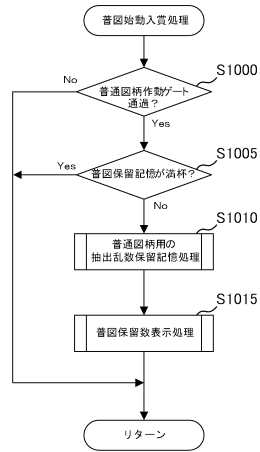 普図始動入賞処理
S1000
No
普通図柄作動ゲート
通過?
Yes
S1005
Yes
普図保留記憶が満杯?
No
S1010
普通図柄用の
抽出乱数保留記憶処理
S1015
普図保留数表示処理
リターン